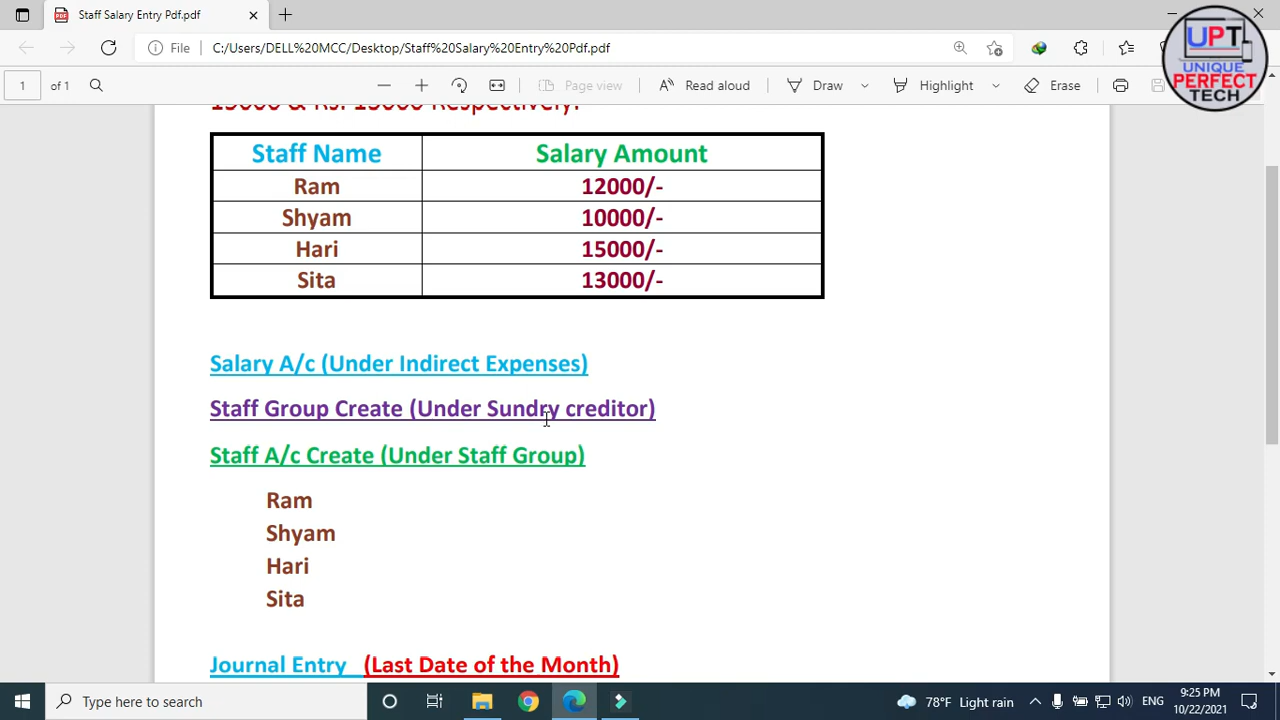 Staff Salary Entry Pdf.pdf
File C:/Users/DELL%20MCC/Desktop/Staff%20Salary%20Entry%20Pdf.pdf
UPT
UNIQUE
PERFECT
TECH
1 of 1 Page view Read aloud Draw Highlight Erase
15000 & Rs. 13000 Respectively.
Staff Name Salary Amount
Ram 12000/-
Shyam 10000/-
Hari 15000/-
Sita 13000/-
Salary A/c (Under Indirect Expenses)
Staff Group Create (Under Sundry creditor)
Staff A/c Create (Under Staff Group)
Ram
Shyam
Hari
Sita
Journal Entry (Last Date of the Month)
Type here to search 78°F Light rain ENG 9:25 PM
10/22/2021